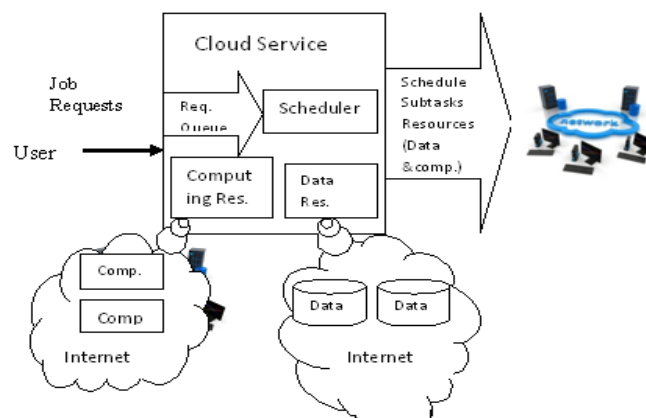 Cloud Service
Job
Requests
Req.
Queue
Scheduler
Schedule
Subtasks
Resources
(Data
&comp.)
Network
User
Comput
ing Res.
Data
Res.
Comp.
Comp
Internet
Data
Data
Internet